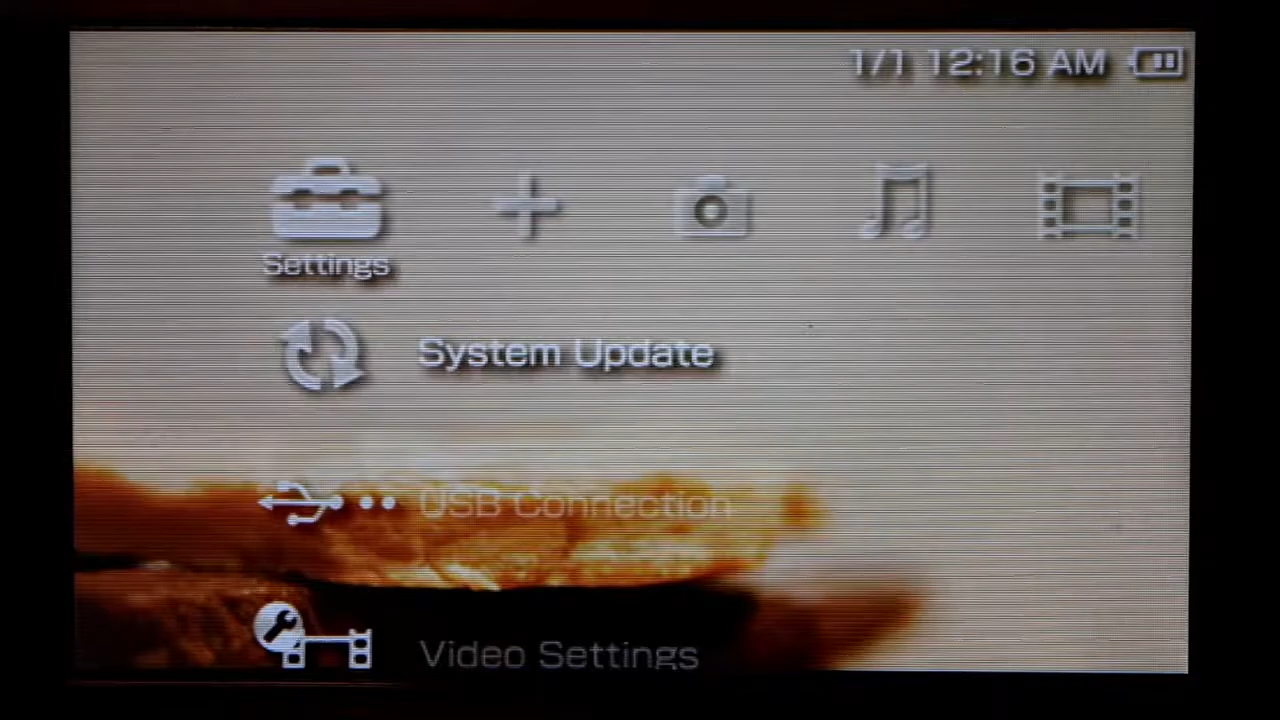 1/1 12:16 AM
Settings
System Update
USB Connection
Video Settings